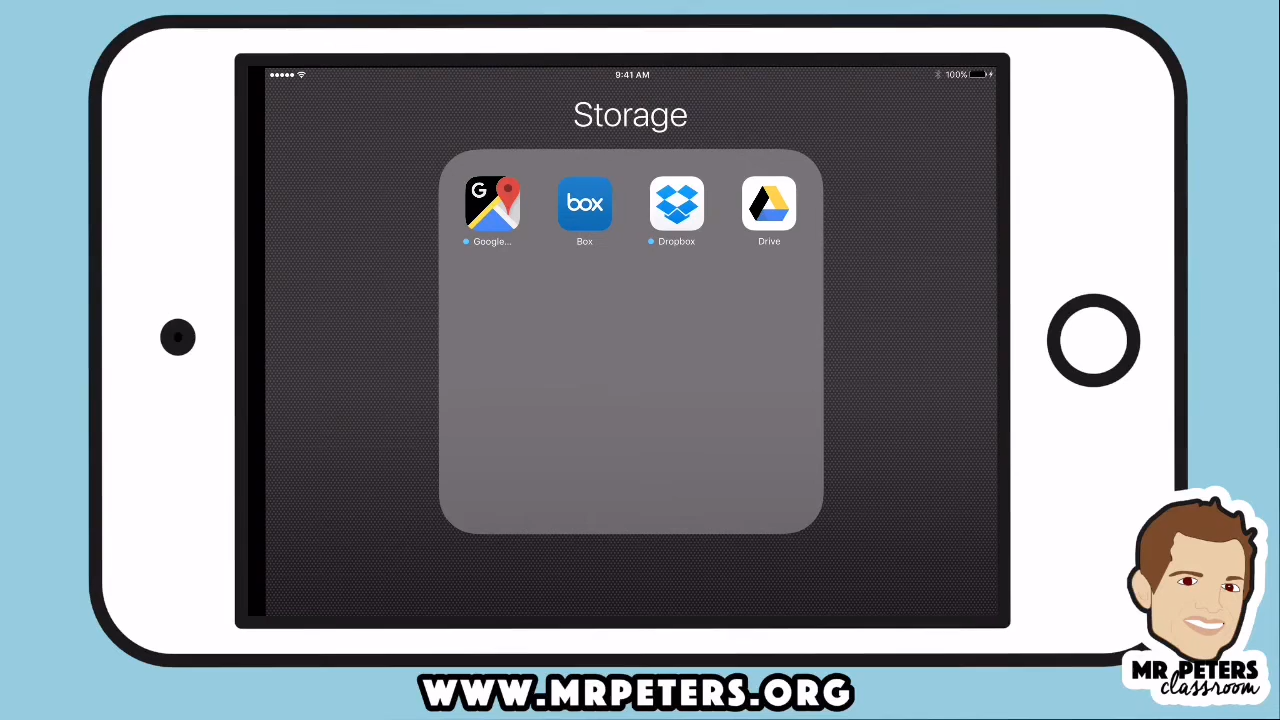 9:41 AM
100%
Storage
G
box
Google...
Box
Dropbox
Drive
MR PETERS
classroom
WWW.MRPETERS.ORG